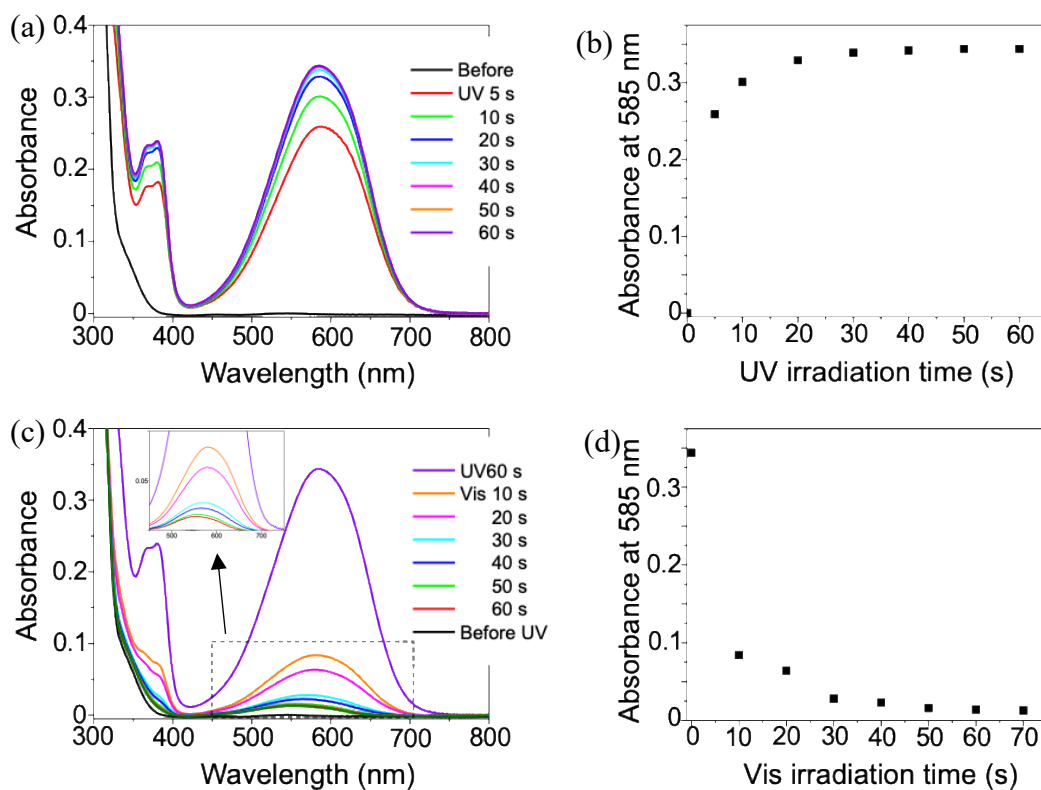 (a)
0.4
0.3
0.2
0.1
0
Absorbance
300 400 500 600 700 800
Wavelength (nm)
Before
UV 5 s
10 s
20 s
30 s
40 s
50 s
60 s
(b)
0.3
0.2
0.1
0
Absorbance at 585 nm
0 10 20 30 40 50 60
UV irradiation time (s)
(c)
0.4
0.3
0.2
0.1
0
Absorbance
300 400 500 600 700 800
Wavelength (nm)
0.05
500 600 700
UV60 s
Vis 10 s
20 s
30 s
40 s
50 s
60 s
Before UV
(d)
0.3
0.2
0.1
0
Absorbance at 585 nm
0 10 20 30 40 50 60 70
Vis irradiation time (s)